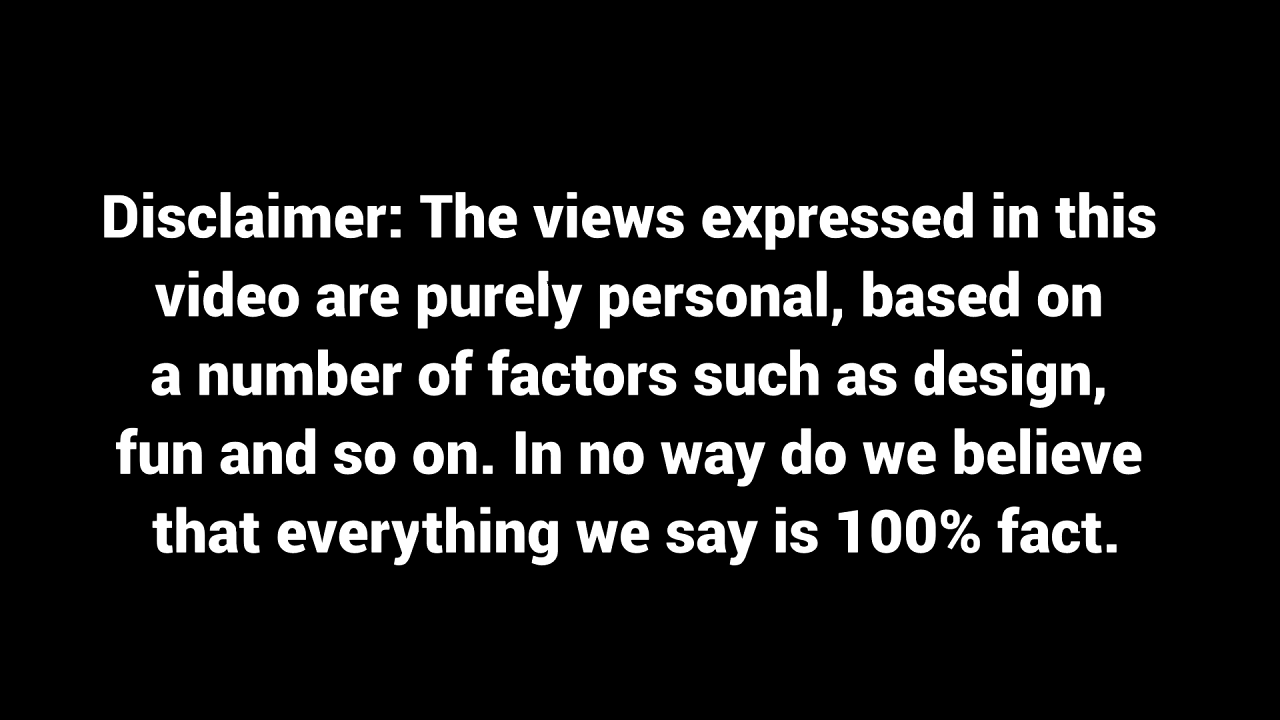 Disclaimer: The views expressed in this
video are purely personal, based on
a number of factors such as design,
fun and so on. In no way do we believe
that everything we say is 100% fact.